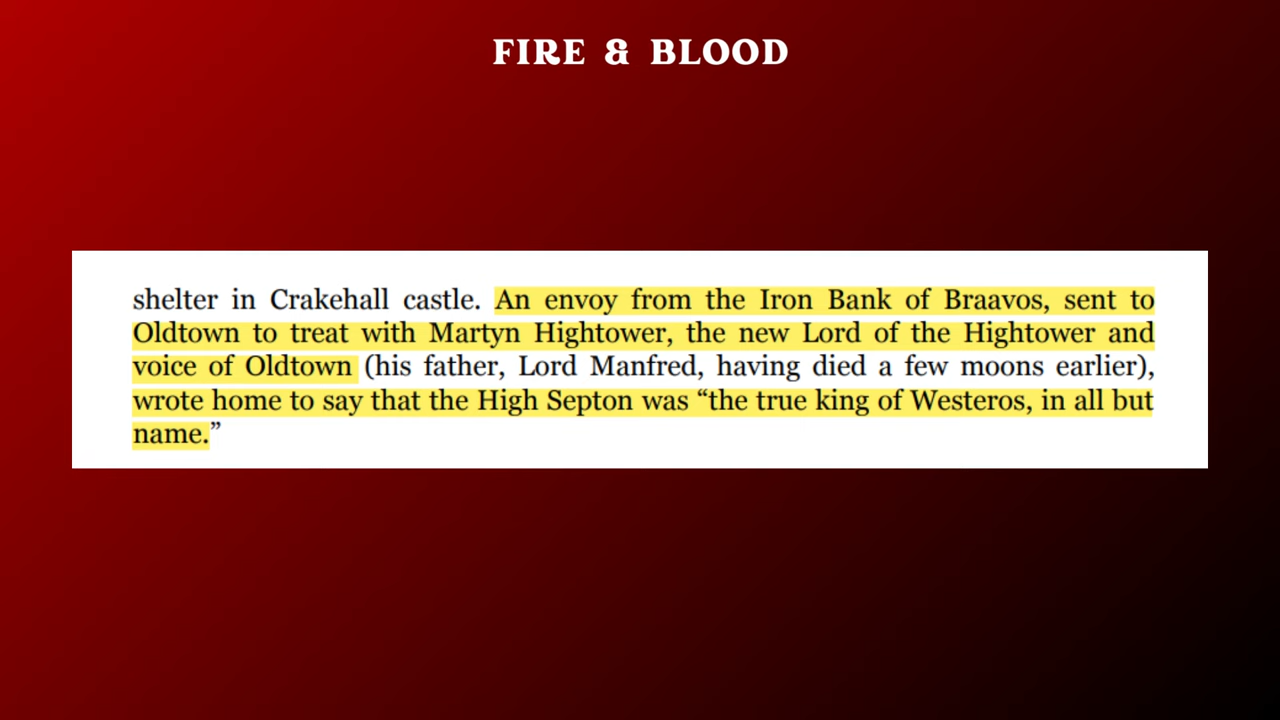 FIRE & BLOOD
shelter in Crakehall castle. An envoy from the Iron Bank of Braavos, sent to
Oldtown to treat with Martyn Hightower, the new Lord of the Hightower and
voice of Oldtown (his father, Lord Manfred, having died a few moons earlier),
wrote home to say that the High Septon was “the true king of Westeros, in all but
name.”